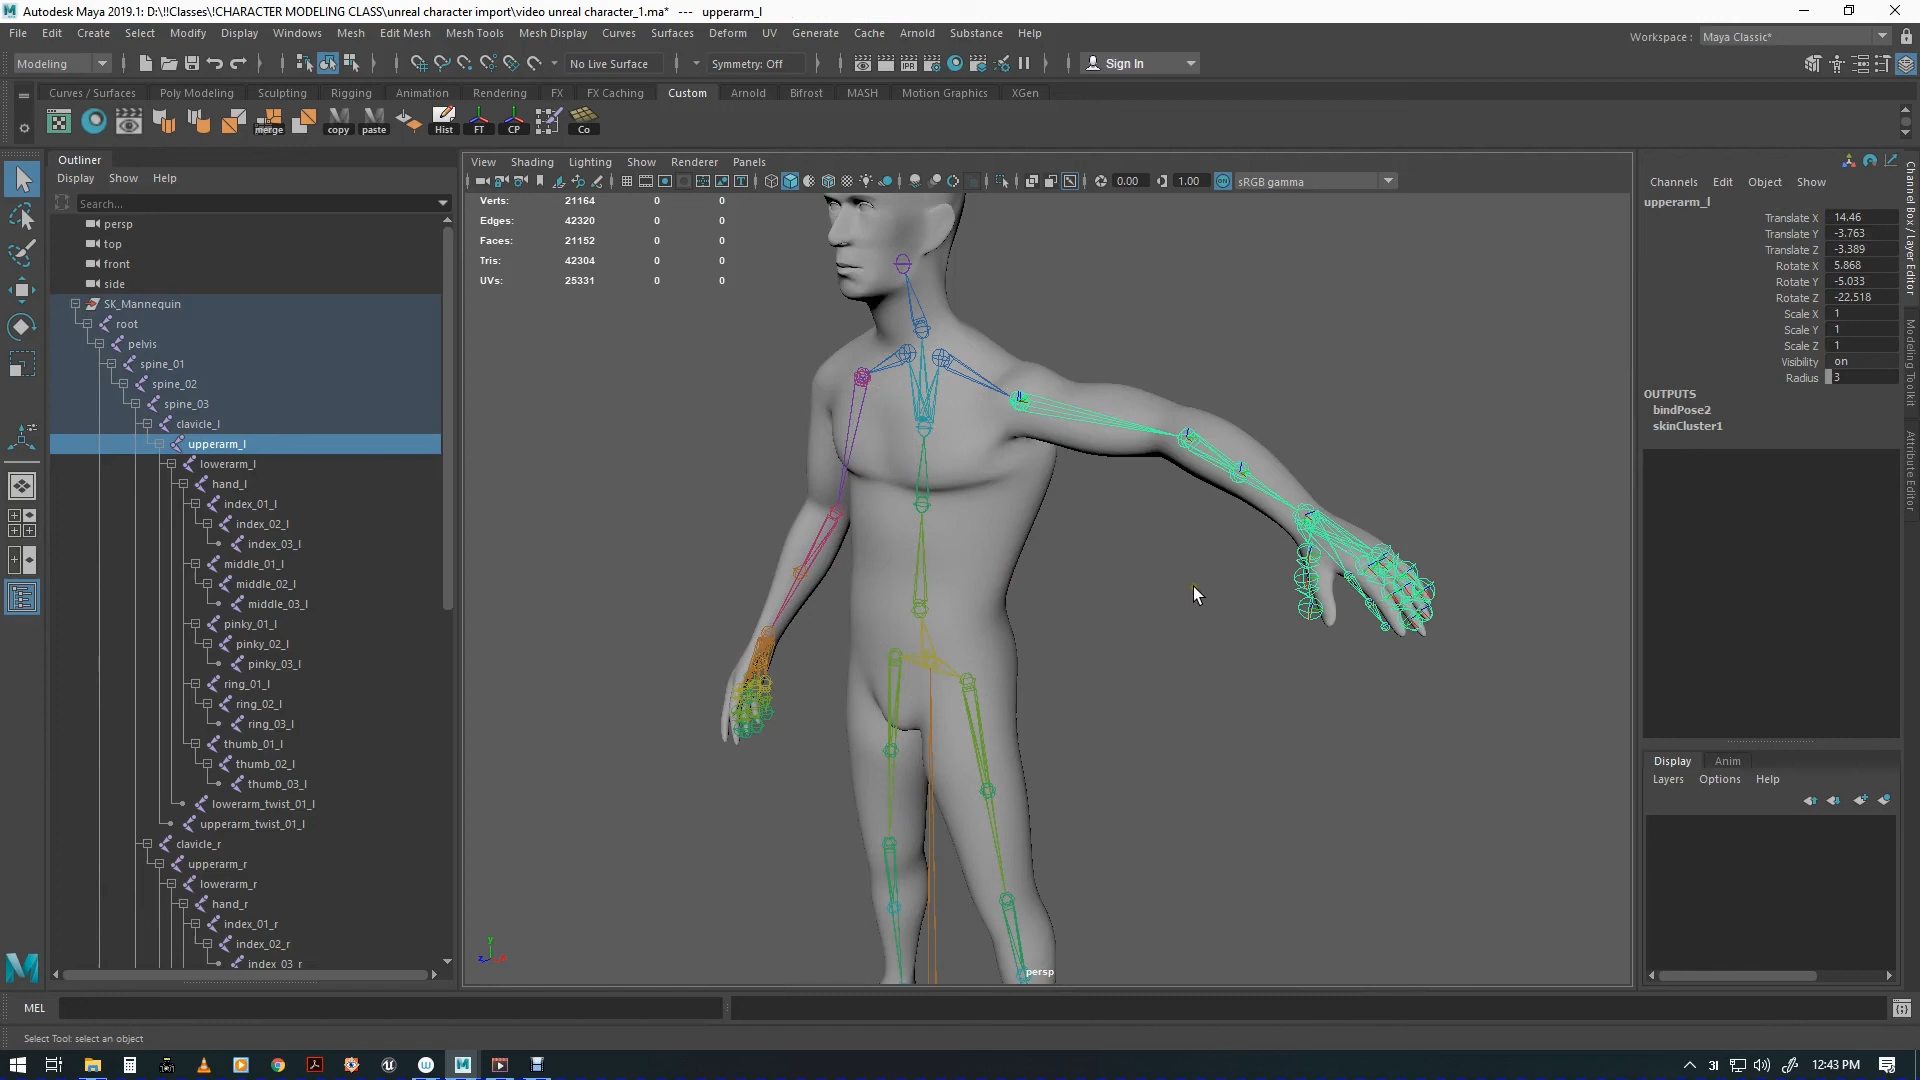 Autodesk Maya 2019.1: D:\!!Classes\!CHARACTER MODELING CLASS\unreal character import\video unreal character_1.ma*   ---   upperarm_l
File Edit Create Select Modify Display Windows Mesh Edit Mesh Mesh Tools Mesh Display Curves Surfaces Deform UV Generate Cache Arnold Substance Help
Workspace : Maya Classic*
Modeling No Live Surface Symmetry: Off Sign In
Curves / Surfaces Poly Modeling Sculpting Rigging Animation Rendering FX FX Caching Custom Arnold Bifrost MASH Motion Graphics XGen
merge copy paste Hist FT CP Co
Outliner
Display Show Help
Search...
persp
top
front
side
SK_Mannequin
root
pelvis
spine_01
spine_02
spine_03
clavicle_l
upperarm_l
lowerarm_l
hand_l
index_01_l
index_02_l
index_03_l
middle_01_l
middle_02_l
middle_03_l
pinky_01_l
pinky_02_l
pinky_03_l
ring_01_l
ring_02_l
ring_03_l
thumb_01_l
thumb_02_l
thumb_03_l
lowerarm_twist_01_l
upperarm_twist_01_l
clavicle_r
upperarm_r
lowerarm_r
hand_r
index_01_r
index_02_r
index_03_r
View Shading Lighting Show Renderer Panels
0.00 1.00 sRGB gamma
Verts: 21164 0 0
Edges: 42320 0 0
Faces: 21152 0 0
Tris: 42304 0 0
UVs: 25331 0 0
y
z
persp
Channels Edit Object Show
upperarm_l
Translate X 14.46
Translate Y -3.763
Translate Z -3.389
Rotate X 5.868
Rotate Y -5.033
Rotate Z -22.518
Scale X 1
Scale Y 1
Scale Z 1
Visibility on
Radius 3
OUTPUTS
bindPose2
skinCluster1
Channel Box / Layer Editor
Modeling Toolkit
Attribute Editor
Display Anim
Layers Options Help
MEL
Select Tool: select an object
12:43 PM